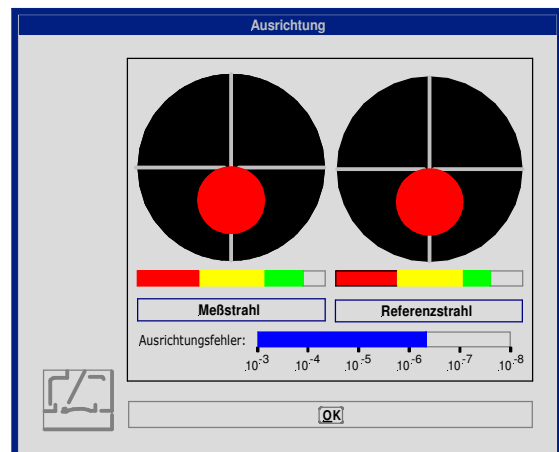 Ausrichtung
Meßstrahl
Referenzstrahl
Ausrichtungsfehler:
10⁻³ 10⁻⁴ 10⁻⁵ 10⁻⁶ 10⁻⁷ 10⁻⁸
OK